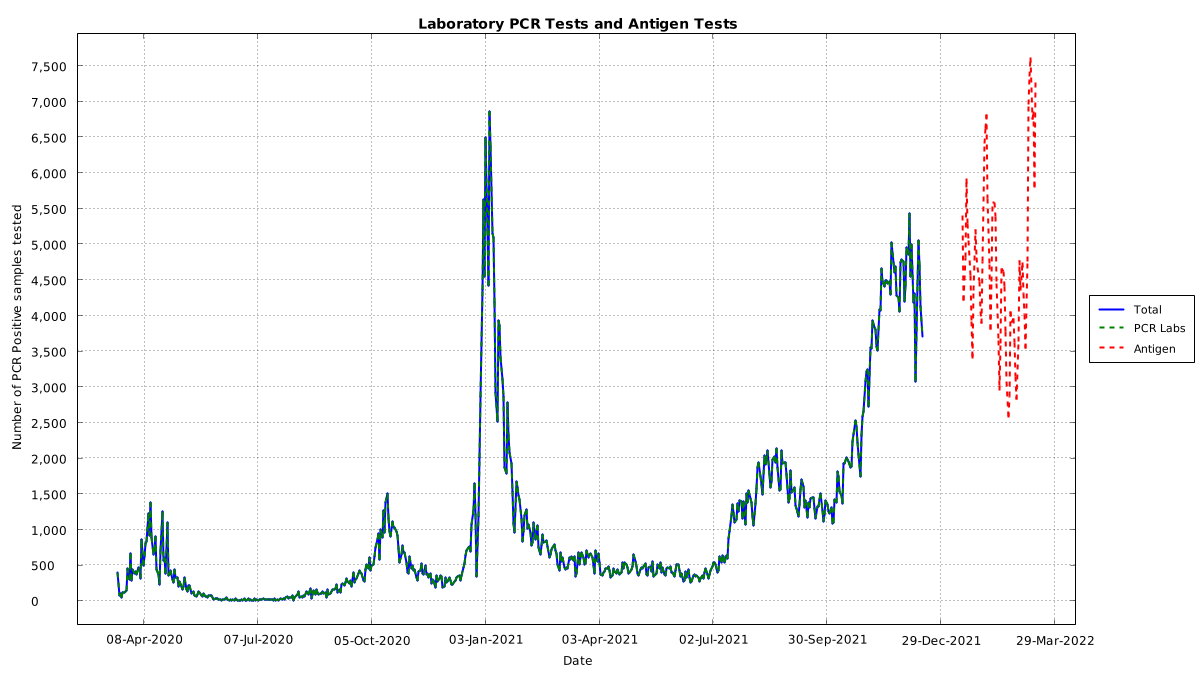 Laboratory PCR Tests and Antigen Tests
Number of PCR Positive samples tested
7,500
7,000
6,500
6,000
5,500
5,000
4,500
4,000
3,500
3,000
2,500
2,000
1,500
1,000
500
0
08-Apr-2020 07-Jul-2020 05-Oct-2020 03-Jan-2021 03-Apr-2021 02-Jul-2021 30-Sep-2021 29-Dec-2021 29-Mar-2022
Date
Total
PCR Labs
Antigen